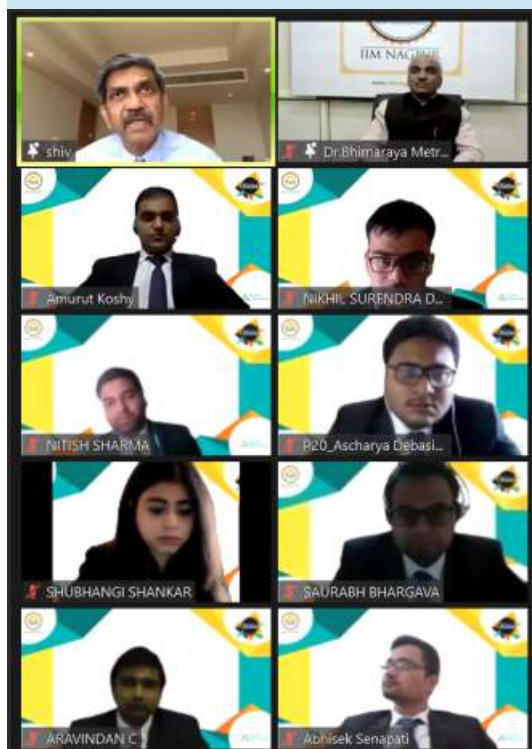 IIM NAGPUR
shiv
Dr.Bhimaraya Metr...
Amurut Koshy
NIKHIL SURENDRA D...
NITISH SHARMA
P20_Ascharya Debasi...
SHUBHANGI SHANKAR
SAURABH BHARGAVA
ARAVINDAN C
Abhisek Senapati